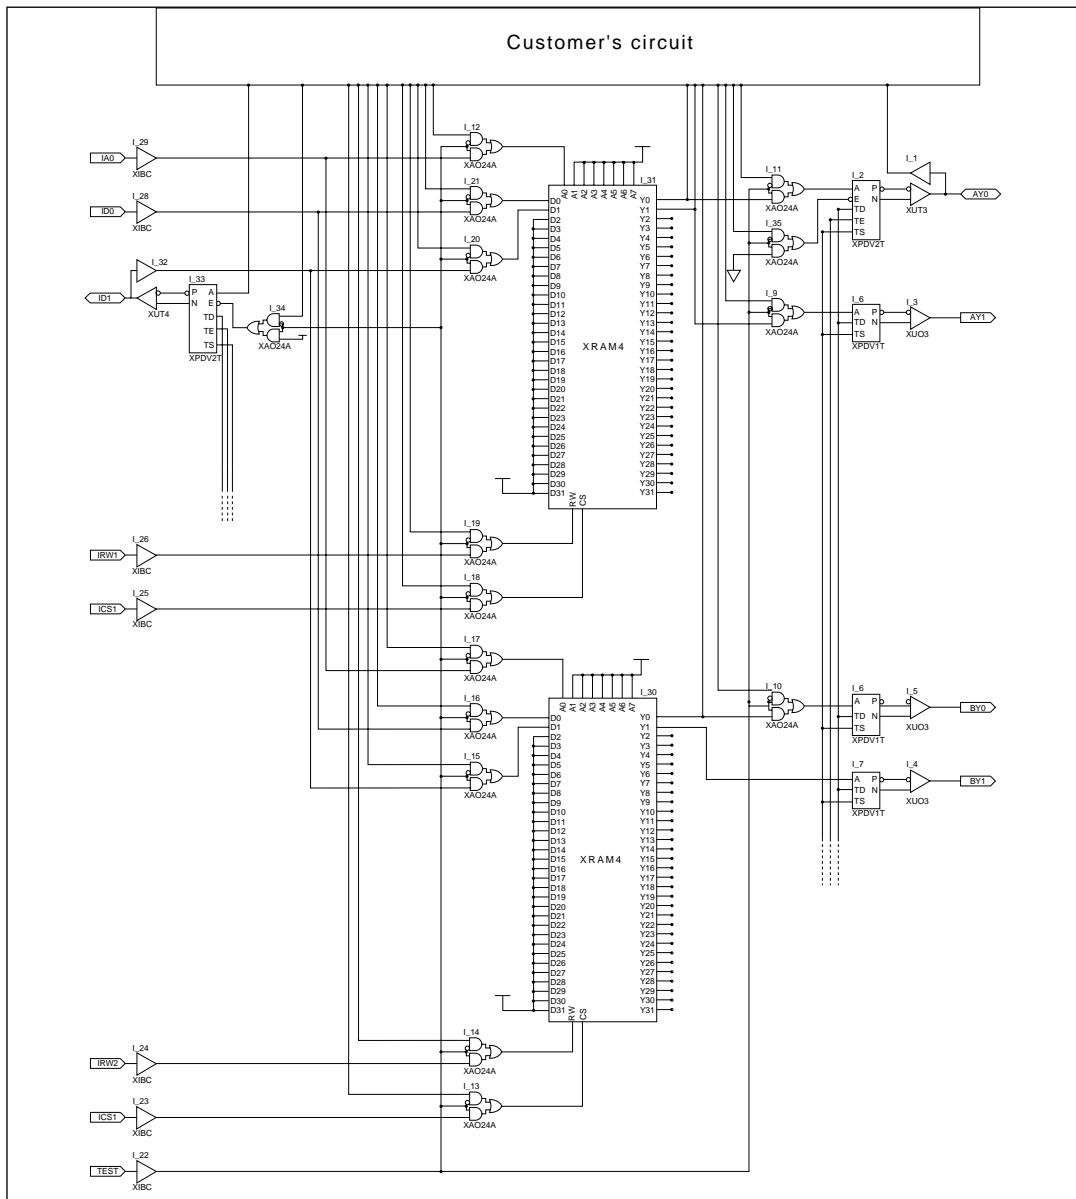 Customer's circuit
I_29
IA0
XIBC
I_28
ID0
XIBC
I_32
ID1
XUT4
I_33
P A
N E
TD
TE
TS
XPDV2T
I_34
XAO24A
I_12
XAO24A
I_21
XAO24A
I_20
XAO24A
I_31
A0 A1 A2 A3 A4 A5 A6 A7
D0 Y0
D1 Y1
D2 Y2
D3 Y3
D4 Y4
D5 Y5
D6 Y6
D7 Y7
D8 Y8
D9 Y9
D10 Y10
D11 Y11
D12 Y12
D13 Y13
D14 Y14
D15 Y15
D16 Y16
D17 Y17
D18 Y18
D19 Y19
D20 Y20
D21 Y21
D22 Y22
D23 Y23
D24 Y24
D25 Y25
D26 Y26
D27 Y27
D28 Y28
D29 Y29
D30 Y30
D31 Y31
XRAM4
RW CS
I_11
XAO24A
I_35
XAO24A
I_9
XAO24A
I_2
A P
E N
TD
TE
TS
XPDV2T
I_1
XUT3
AY0
I_6
A P
TD N
TS
XPDV1T
I_3
XUO3
AY1
I_26
IRW1
XIBC
I_25
ICS1
XIBC
I_19
XAO24A
I_18
XAO24A
I_17
XAO24A
I_16
XAO24A
I_15
XAO24A
I_30
A0 A1 A2 A3 A4 A5 A6 A7
D0 Y0
D1 Y1
D2 Y2
D3 Y3
D4 Y4
D5 Y5
D6 Y6
D7 Y7
D8 Y8
D9 Y9
D10 Y10
D11 Y11
D12 Y12
D13 Y13
D14 Y14
D15 Y15
D16 Y16
D17 Y17
D18 Y18
D19 Y19
D20 Y20
D21 Y21
D22 Y22
D23 Y23
D24 Y24
D25 Y25
D26 Y26
D27 Y27
D28 Y28
D29 Y29
D30 Y30
D31 Y31
XRAM4
RW CS
I_10
XAO24A
I_6
A P
TD N
TS
XPDV1T
I_5
XUO3
BY0
I_7
A P
TD N
TS
XPDV1T
I_4
XUO3
BY1
I_24
IRW2
XIBC
I_14
XAO24A
I_23
ICS1
XIBC
I_13
XAO24A
I_22
TEST
XIBC